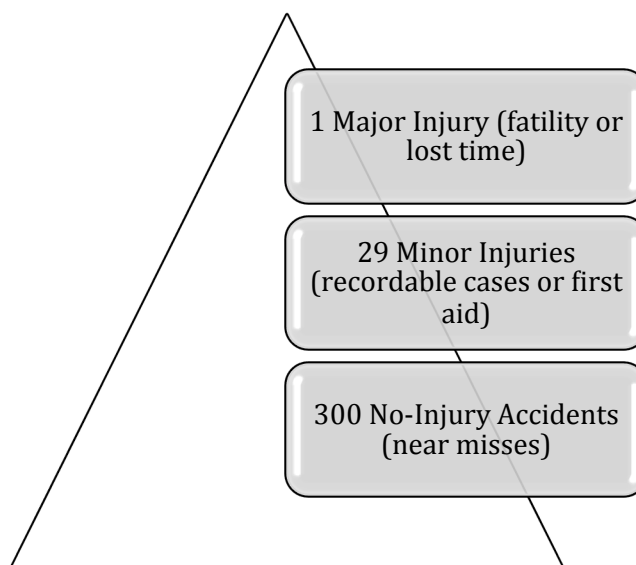 1 Major Injury (fatility or
lost time)
29 Minor Injuries
(recordable cases or first
aid)
300 No-Injury Accidents
(near misses)